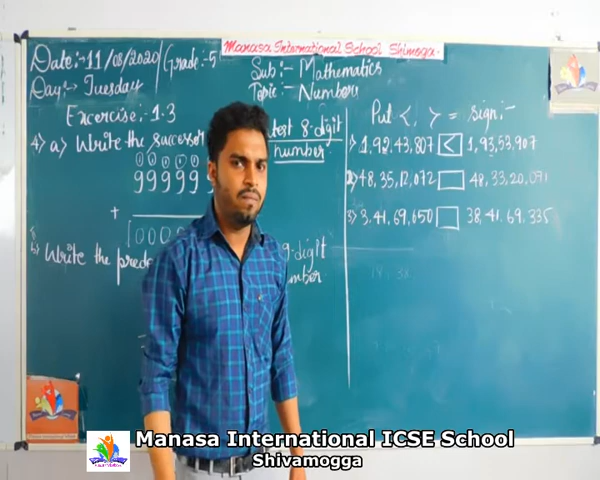 Manasa International School Shimoga.
Date:- 11/08/2020 Grade:-5
Day:- Tuesday
Sub:- Mathematics
Topic:- Numbers
Exercise:-1.3
4) a) Write the successor test 8-digit
number
99999
+
b) Write the pred 9-digit
mber
Put <, > = sign:-
1) 1,92,43,807 < 1,93,53,907
2) 48,35,12,072 48,33,20,091
3) 3,41,69,650 38,41,69,335
Manasa International ICSE School
Shivamogga